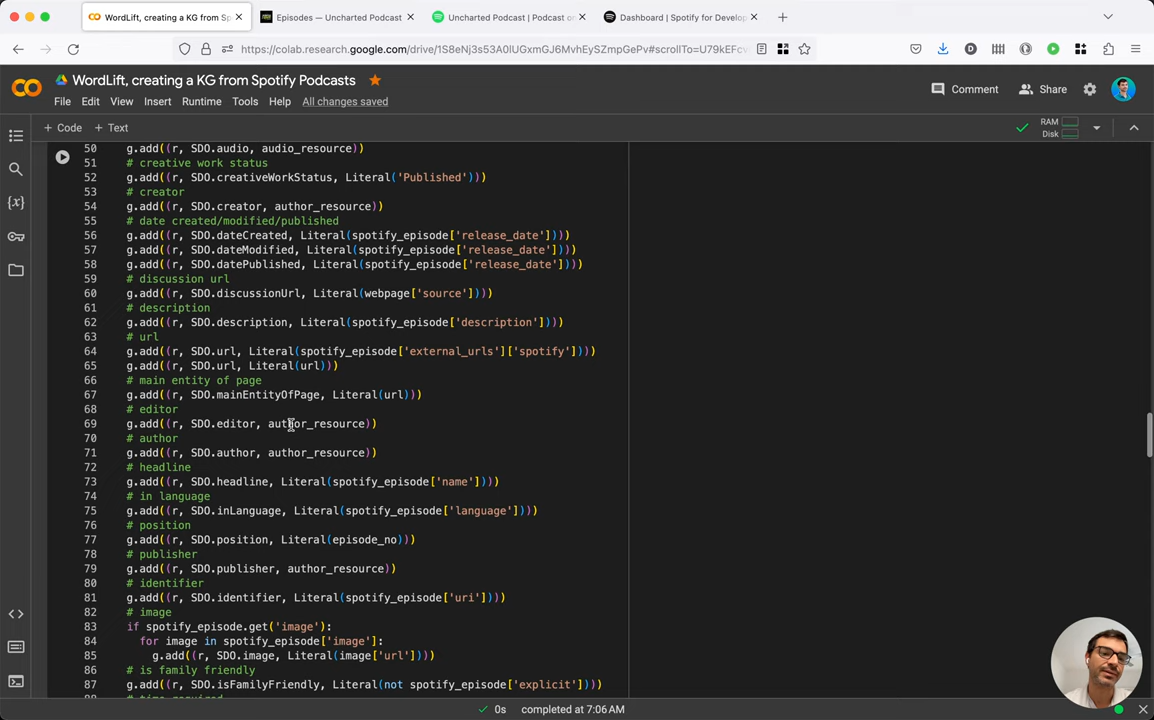 WordLift, creating a KG from Sp
Episodes — Uncharted Podcast
Uncharted Podcast | Podcast on
Dashboard | Spotify for Develop
https://colab.research.google.com/drive/
WordLift, creating a KG from Spotify Podcasts
Comment
Share
File Edit View Insert Runtime Tools Help All changes saved
+ Code + Text
RAM
Disk
50 g.add((r, SDO.audio, audio_resource))
51 # creative work status
52 g.add((r, SDO.creativeWorkStatus, Literal('Published')))
53 # creator
54 g.add((r, SDO.creator, author_resource))
55 # date created/modified/published
56 g.add((r, SDO.dateCreated, Literal(spotify_episode['release_date'])))
57 g.add((r, SDO.dateModified, Literal(spotify_episode['release_date'])))
58 g.add((r, SDO.datePublished, Literal(spotify_episode['release_date'])))
59 # discussion url
60 g.add((r, SDO.discussionUrl, Literal(webpage['source'])))
61 # description
62 g.add((r, SDO.description, Literal(spotify_episode['description'])))
63 # url
64 g.add((r, SDO.url, Literal(spotify_episode['external_urls']['spotify'])))
65 g.add((r, SDO.url, Literal(url)))
66 # main entity of page
67 g.add((r, SDO.mainEntityOfPage, Literal(url)))
68 # editor
69 g.add((r, SDO.editor, author_resource))
70 # author
71 g.add((r, SDO.author, author_resource))
72 # headline
73 g.add((r, SDO.headline, Literal(spotify_episode['name'])))
74 # in language
75 g.add((r, SDO.inLanguage, Literal(spotify_episode['language'])))
76 # position
77 g.add((r, SDO.position, Literal(episode_no)))
78 # publisher
79 g.add((r, SDO.publisher, author_resource))
80 # identifier
81 g.add((r, SDO.identifier, Literal(spotify_episode['uri'])))
82 # image
83 if spotify_episode.get('image'):
84 for image in spotify_episode['image']:
85 g.add((r, SDO.image, Literal(image['url'])))
86 # is family friendly
87 g.add((r, SDO.isFamilyFriendly, Literal(not spotify_episode['explicit'])))
0s completed at 7:06 AM